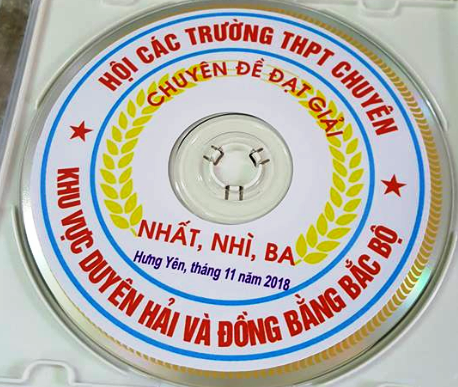 HỘI CÁC TRƯỜNG THPT CHUYÊN
KHU VỰC DUYÊN HẢI VÀ ĐỒNG BẰNG BẮC BỘ
CHUYÊN ĐỀ ĐẠT GIẢI
NHẤT, NHÌ, BA
Hưng Yên, tháng 11 năm 2018